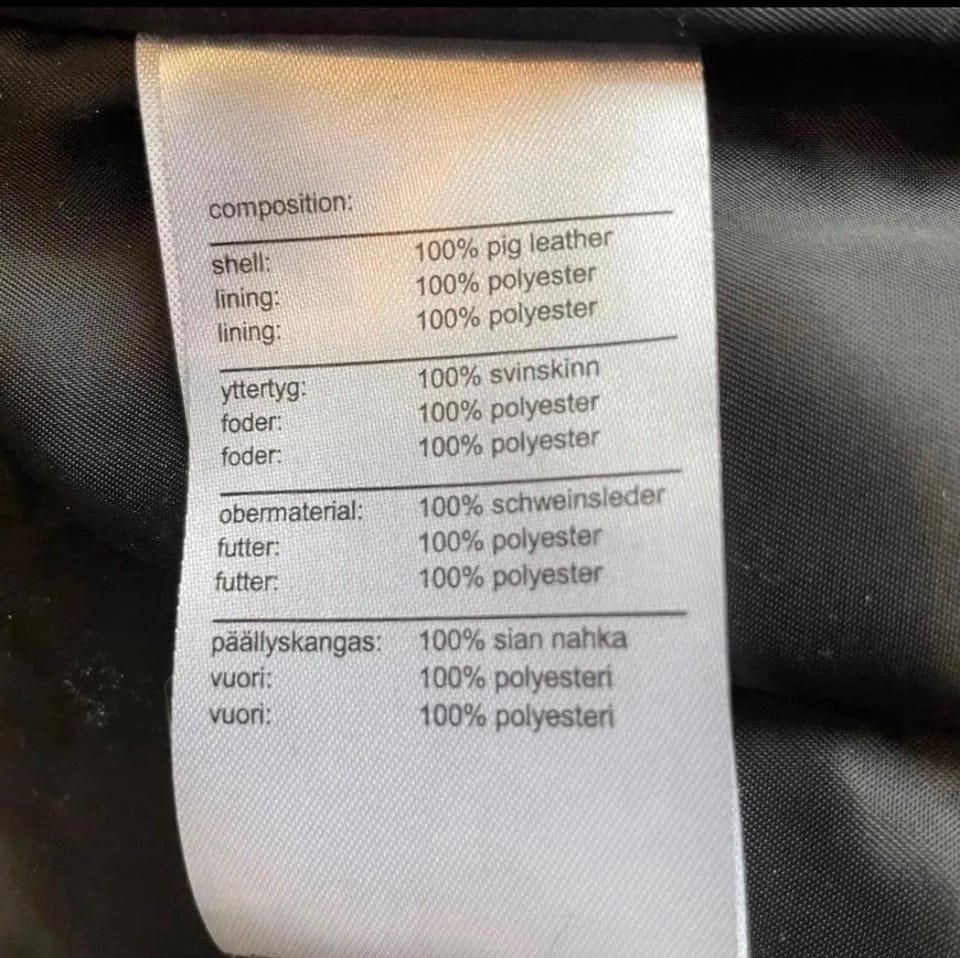 composition:
shell: 100% pig leather
lining: 100% polyester
lining: 100% polyester
yttertyg: 100% svinskinn
foder: 100% polyester
foder: 100% polyester
obermaterial: 100% schweinsleder
futter: 100% polyester
futter: 100% polyester
päällyskangas: 100% sian nahka
vuori: 100% polyesteri
vuori: 100% polyesteri